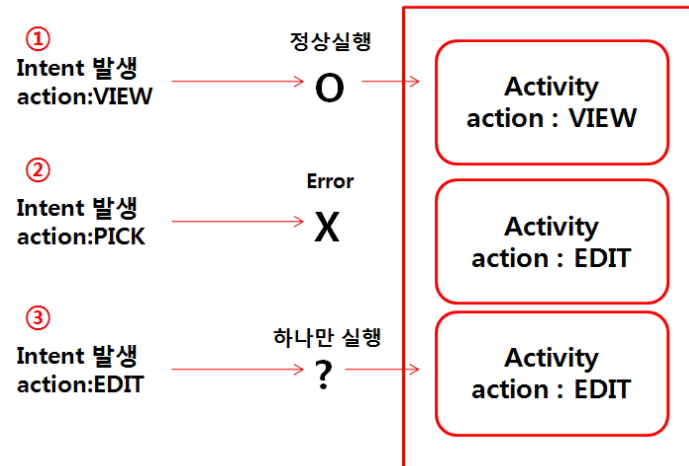 ①
Intent 발생
action:VIEW
정상실행
O
Activity
action : VIEW
②
Intent 발생
action:PICK
Error
X
Activity
action : EDIT
③
Intent 발생
action:EDIT
하나만 실행
?
Activity
action : EDIT